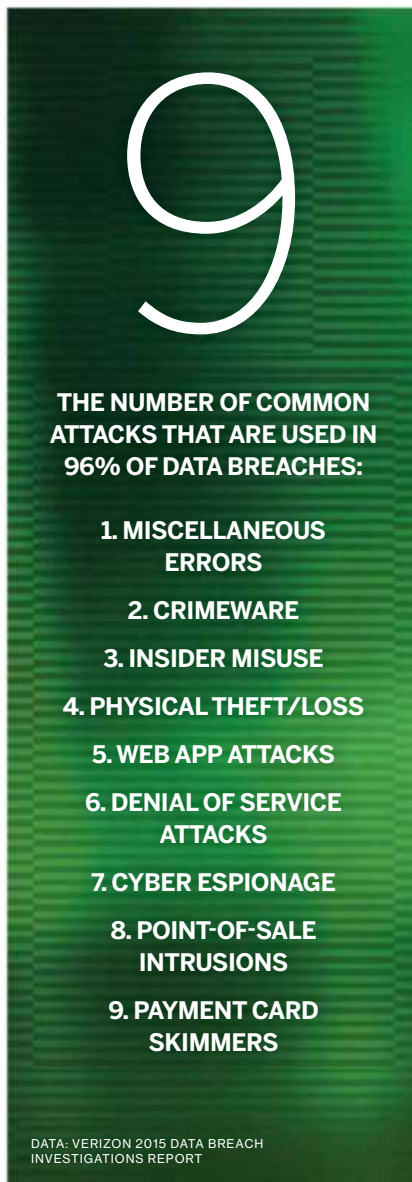 9
THE NUMBER OF COMMON
ATTACKS THAT ARE USED IN
96% OF DATA BREACHES:
1. MISCELLANEOUS
ERRORS
2. CRIMEWARE
3. INSIDER MISUSE
4. PHYSICAL THEFT/LOSS
5. WEB APP ATTACKS
6. DENIAL OF SERVICE
ATTACKS
7. CYBER ESPIONAGE
8. POINT-OF-SALE
INTRUSIONS
9. PAYMENT CARD
SKIMMERS
DATA: VERIZON 2015 DATA BREACH
INVESTIGATIONS REPORT